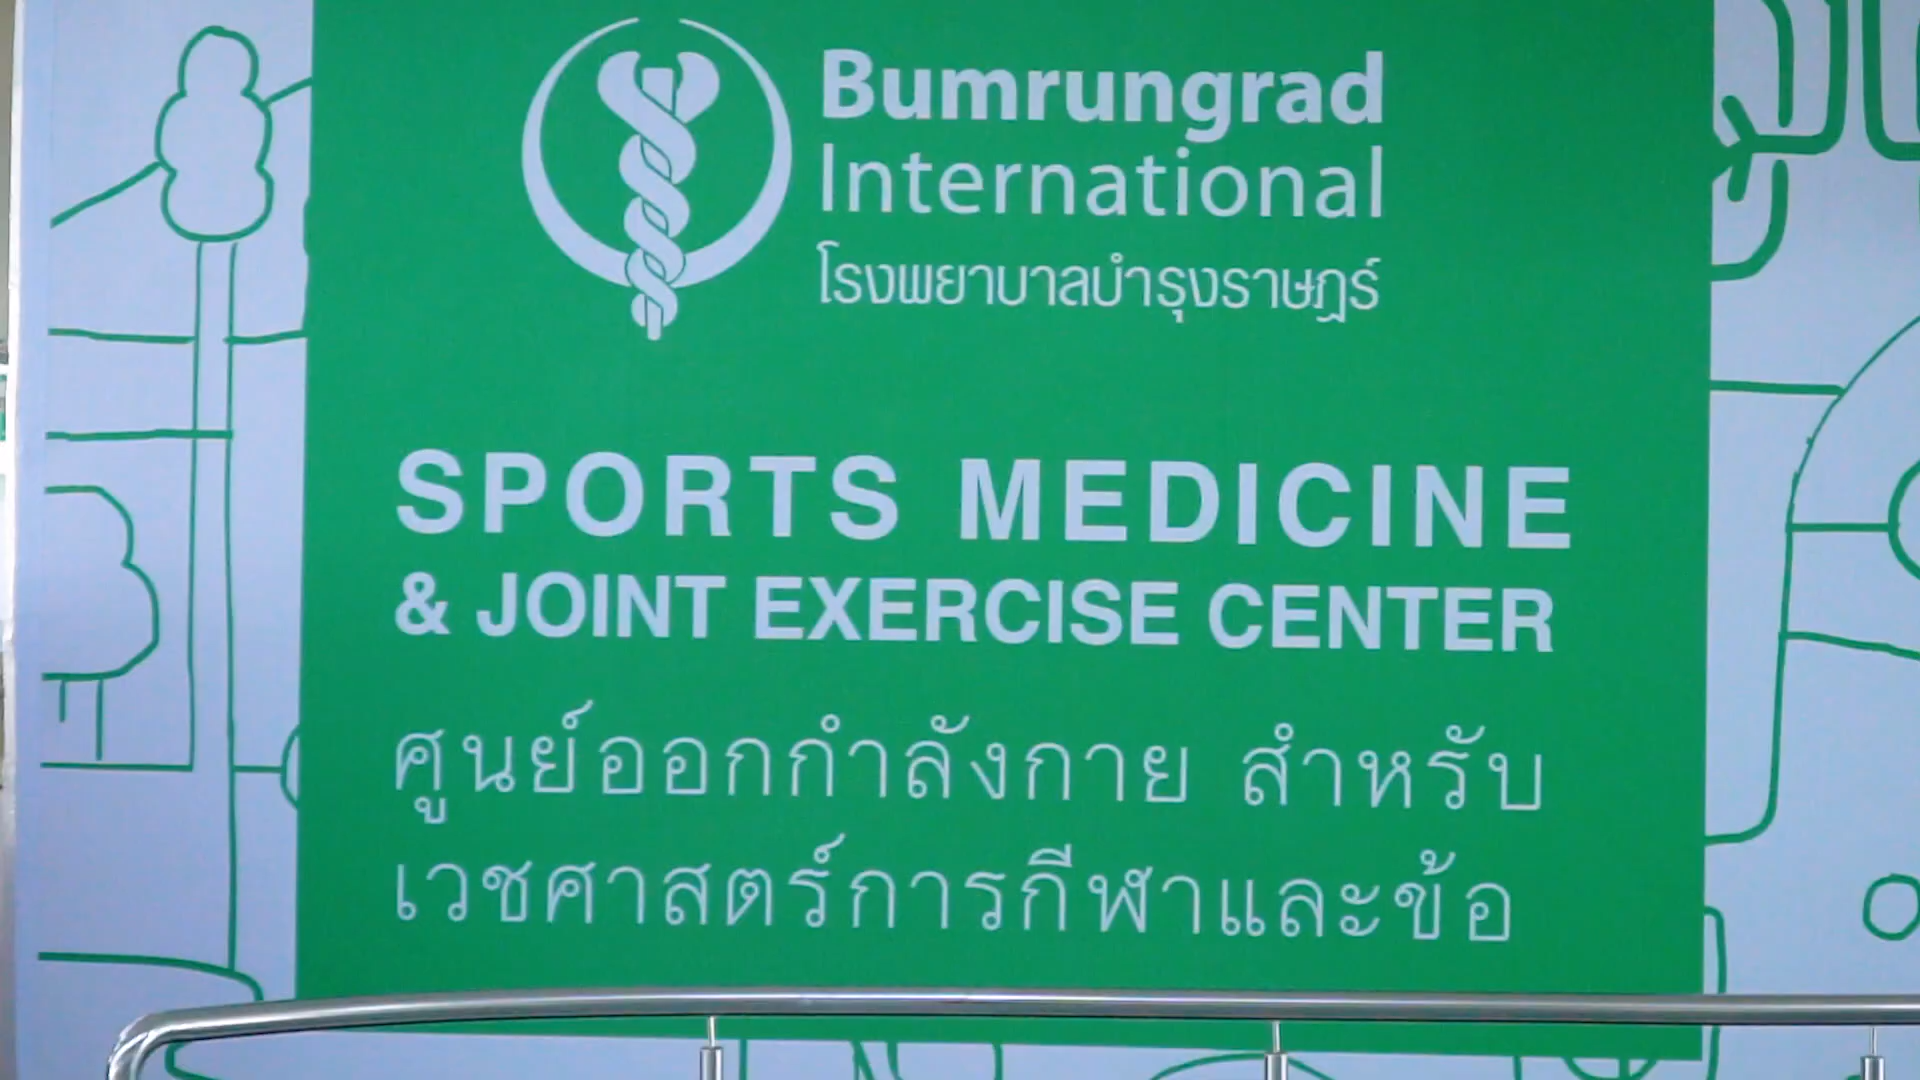 Bumrungrad
International
โรงพยาบาลบำรุงราษฎร์
SPORTS MEDICINE
& JOINT EXERCISE CENTER
ศูนย์ออกกำลังกาย สำหรับ
เวชศาสตร์การกีฬาและข้อ